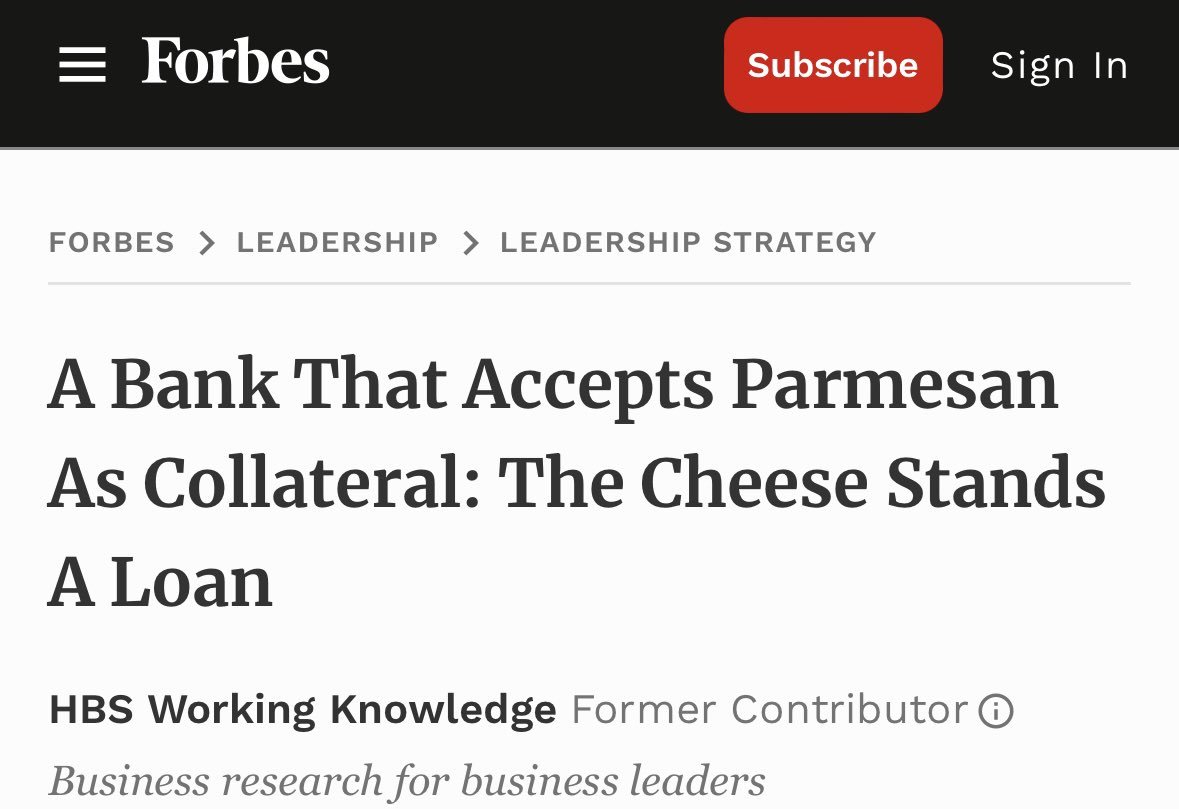 Forbes
Subscribe
Sign In
FORBES > LEADERSHIP > LEADERSHIP STRATEGY
A Bank That Accepts Parmesan
As Collateral: The Cheese Stands
A Loan
HBS Working Knowledge Former Contributor
Business research for business leaders